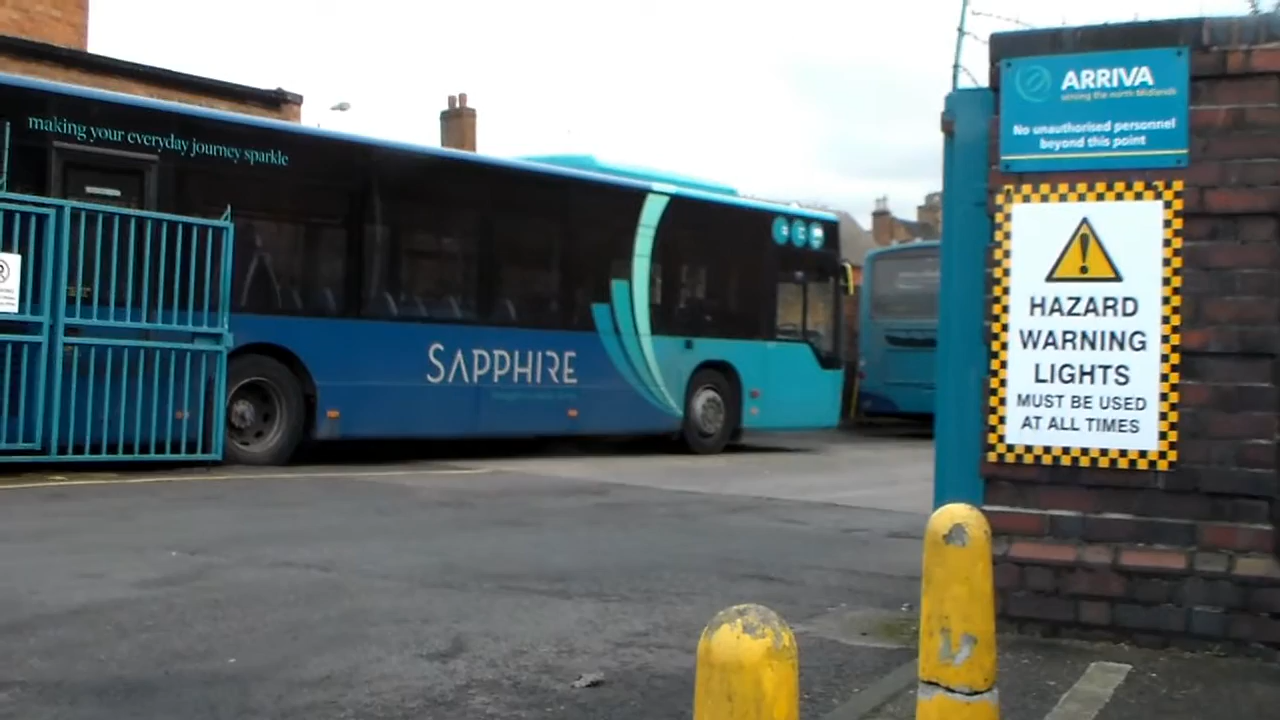 making your everyday journey sparkle
SAPPHIRE
ARRIVA
serving the north Midlands
No unauthorised personnel
beyond this point
HAZARD
WARNING
LIGHTS
MUST BE USED
AT ALL TIMES